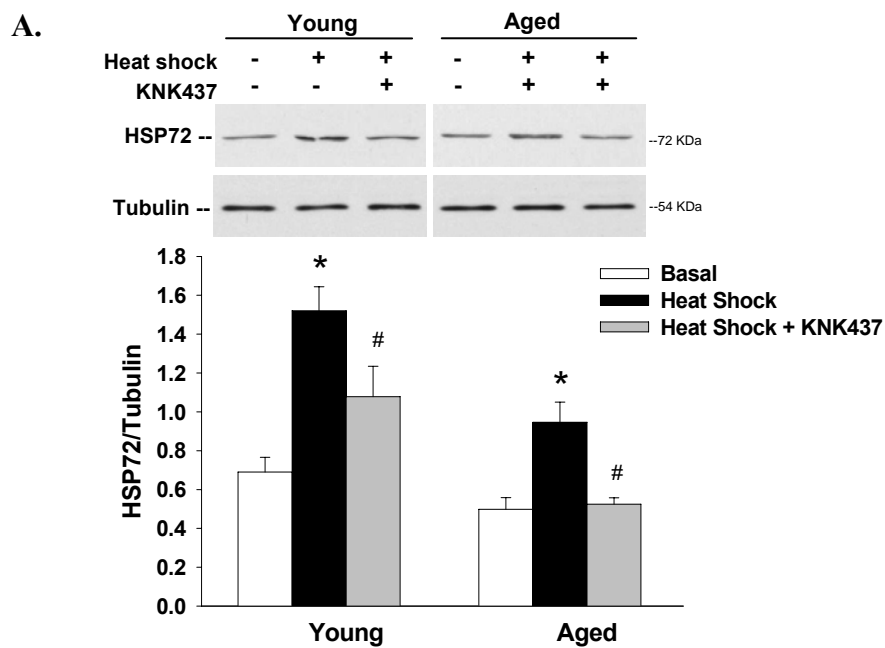 A.
Young Aged
Heat shock - + + - + +
KNK437 - - + - + +
HSP72 -- --72 KDa
Tubulin -- --54 KDa
1.8
1.6
1.4
1.2
1.0
0.8
0.6
0.4
0.2
0.0
HSP72/Tubulin
* # * #
Basal
Heat Shock
Heat Shock + KNK437
Young Aged